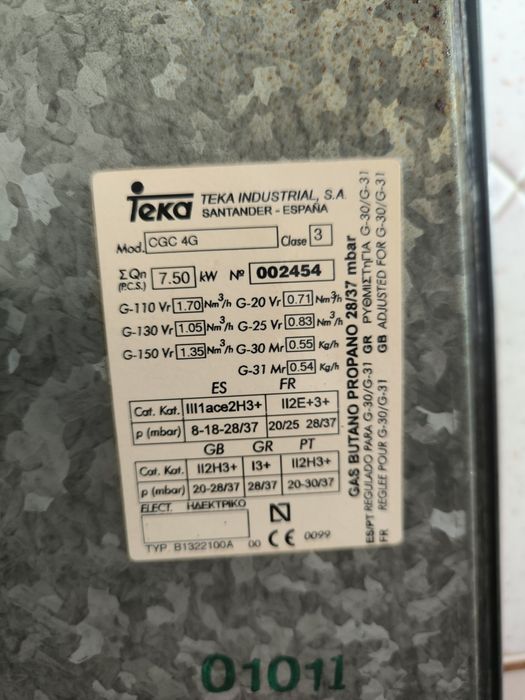 Teka TEKA INDUSTRIAL, S.A.
SANTANDER - ESPAÑA
Mod. CGC 4G Clase 3
ΣQn (P.C.S.) 7.50 kW Nº 002454
G-110 Vr 1.70 Nm³/h G-20 Vr 0.71 Nm³/h
G-130 Vr 1.05 Nm³/h G-25 Vr 0.83 Nm³/h
G-150 Vr 1.35 Nm³/h G-30 Mr 0.55 Kg/h
G-31 Mr 0.54 Kg/h
ES FR
Cat. Kat. III1ace2H3+ II2E+3+
p (mbar) 8-18-28/37 20/25 28/37
GB GR PT
Cat. Kat. II2H3+ I3+ II2H3+
p (mbar) 20-28/37 28/37 20-30/37
ELECT. ΗΔΕΚΤΡΙΚΟ
N
TYP B1322100A 00 CE 0099
GAS BUTANO PROPANO 28/37 mbar
ES/PT REGULADO PARA G-30/G-31 GR ΡΥΘΜΙΣΤηΓΙΑ G-30/G-31
FR REGLEE POUR G-30/G-31 GB ADJUSTED FOR G-30/G-31
01011